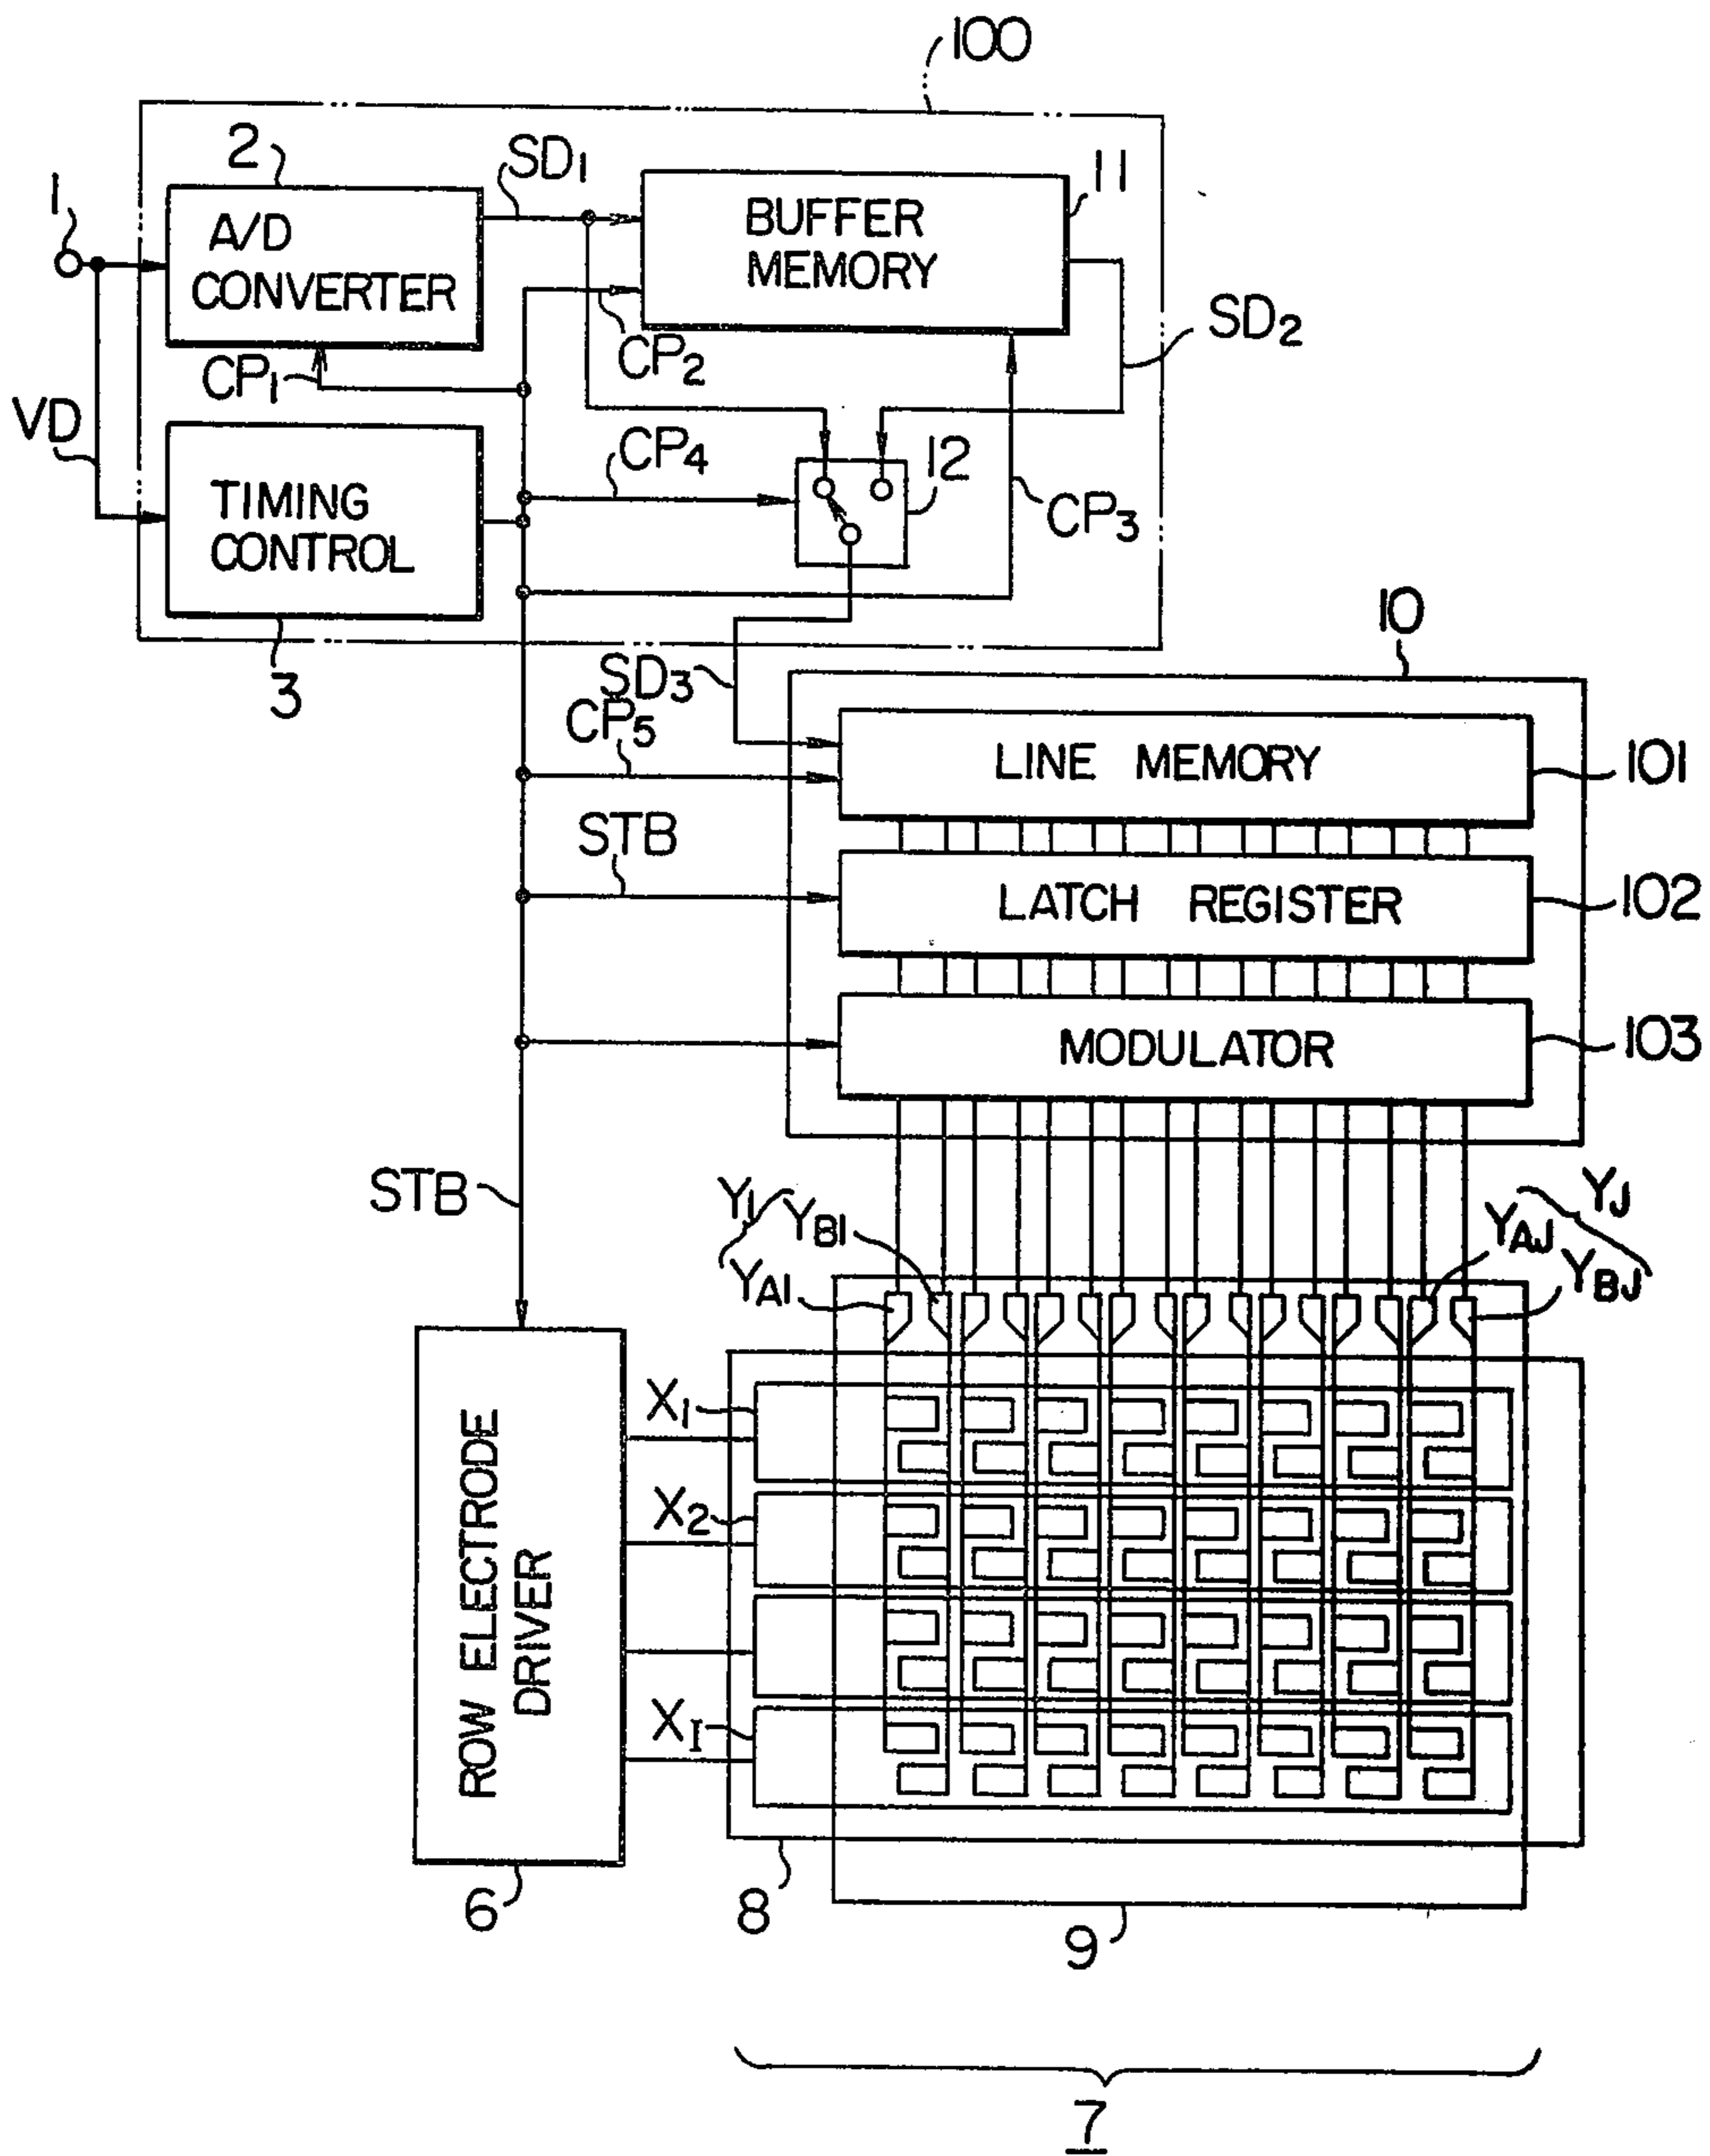 100
2
SD1
11
1
A/D
CONVERTER
BUFFER
MEMORY
SD2
CP1
CP2
VD
CP4
12
TIMING
CONTROL
CP3
3
10
SD3
CP5
LINE MEMORY
101
STB
LATCH REGISTER
102
MODULATOR
103
STB
Y1
YB1
YA1
YJ
YAJ
YBJ
ROW ELECTRODE
DRIVER
X1
X2
XI
6
8
9
7